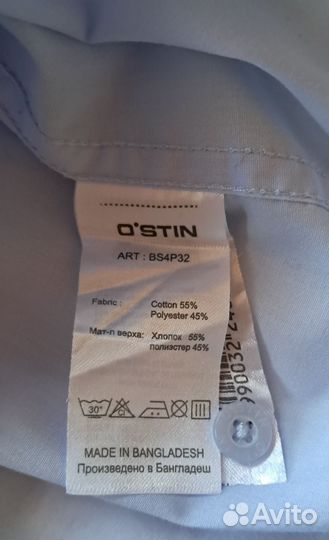 O'STIN
ART : BS4P32
Fabric :
Cotton 55%
Polyester 45%
Мат-л верха:
Хлопок 55%
полиэстер 45%
30°
MADE IN BANGLADESH
Произведено в Бангладеш
Avito